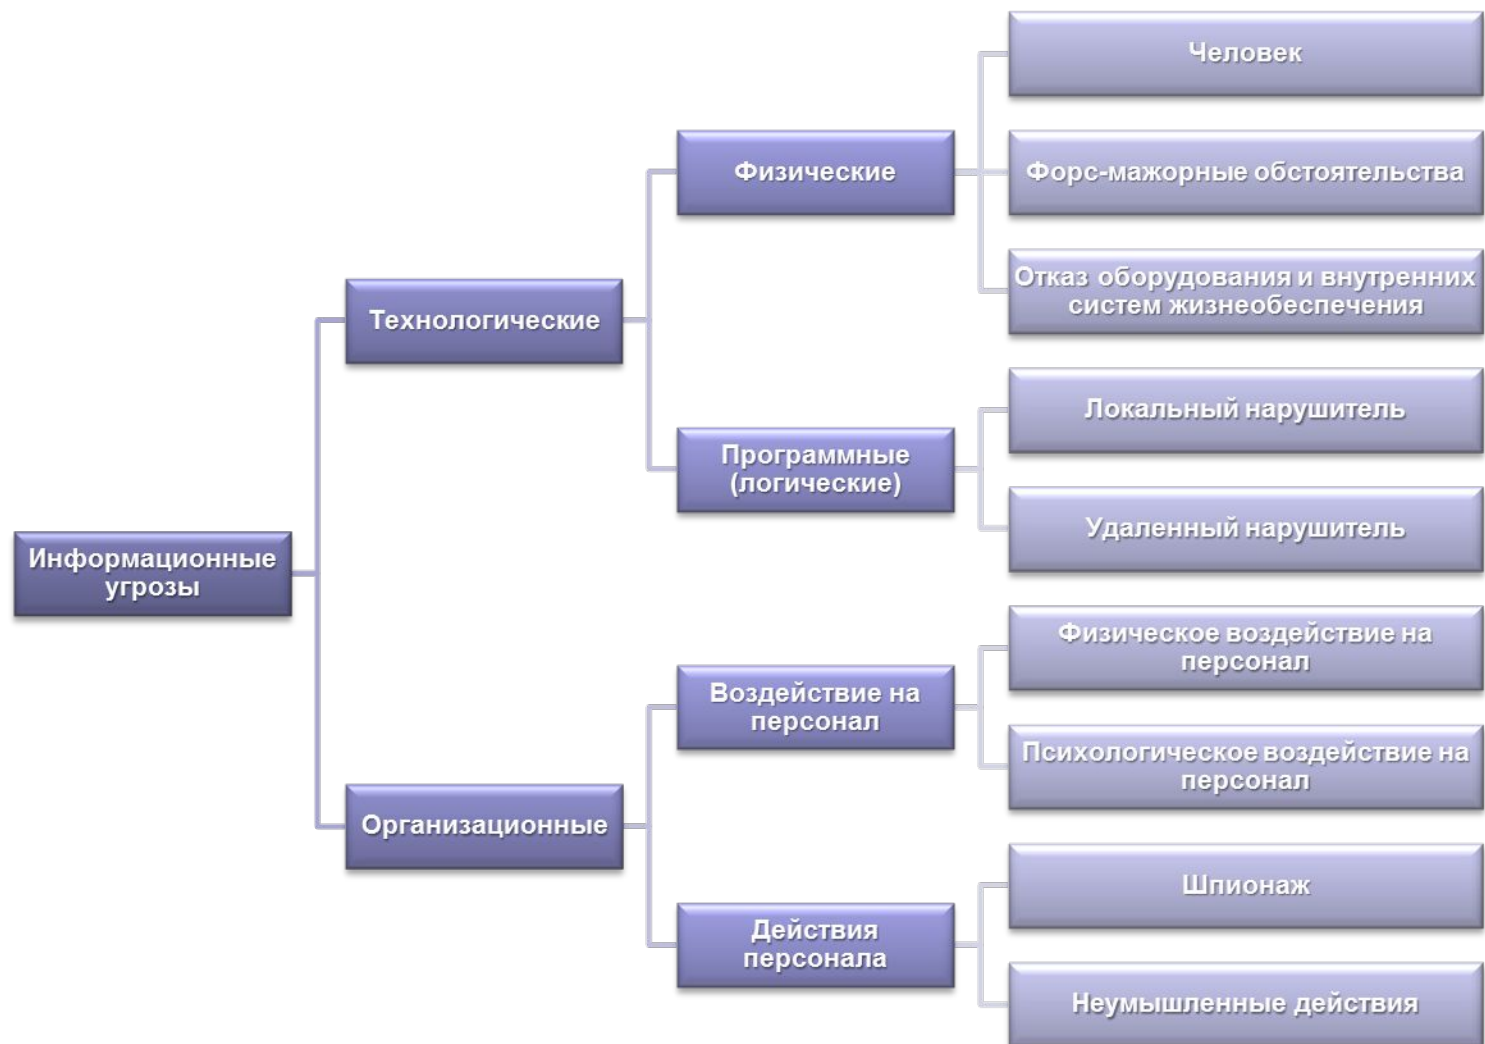 Человек
Физические
Форс-мажорные обстоятельства
Отказ оборудования и внутренних
систем жизнеобеспечения
Технологические
Локальный нарушитель
Программные
(логические)
Удаленный нарушитель
Информационные
угрозы
Физическое воздействие на
персонал
Воздействие на
персонал
Психологическое воздействие на
персонал
Организационные
Шпионаж
Действия
персонала
Неумышленные действия